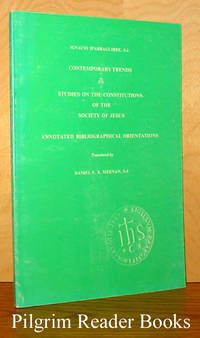 IGNACIO IPARRAGUIRRE, S.J.
CONTEMPORARY TRENDS
IN
STUDIES ON THE CONSTITUTIONS
OF THE
SOCIETY OF JESUS
ANNOTATED BIBLIOGRAPHICAL ORIENTATIONS
Translated by
DANIEL F. X. MEENAN, S.J.
IHS
Pilgrim Reader Books